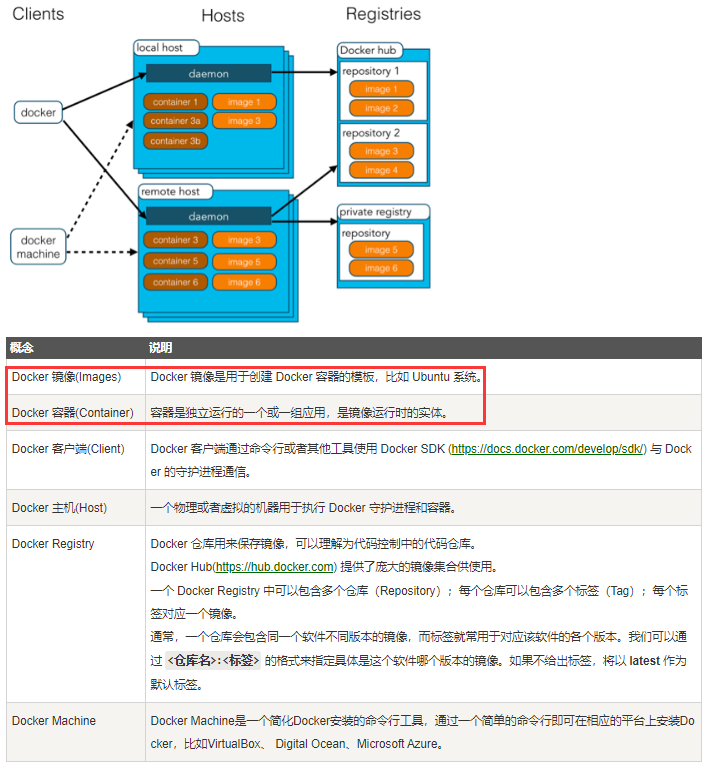 Clients
Hosts
Registries
local host
daemon
container 1
image 1
container 3a
image 3
container 3b
docker
docker
machine
remote host
daemon
container 3
image 3
container 5
image 5
container 6
image 6
Docker hub
repository 1
image 1
image 2
repository 2
image 3
image 4
private registry
repository
image 5
image 6
概念 说明
Docker 镜像(Images) Docker 镜像是用于创建 Docker 容器的模板，比如 Ubuntu 系统。
Docker 容器(Container) 容器是独立运行的一个或一组应用，是镜像运行时的实体。
Docker 客户端(Client) Docker 客户端通过命令行或者其他工具使用 Docker SDK (https://docs.docker.com/develop/sdk/) 与 Dock
er 的守护进程通信。
Docker 主机(Host) 一个物理或者虚拟的机器用于执行 Docker 守护进程和容器。
Docker Registry Docker 仓库用来保存镜像，可以理解为代码控制中的代码仓库。
Docker Hub(https://hub.docker.com) 提供了庞大的镜像集合供使用。
一个 Docker Registry 中可以包含多个仓库（Repository）；每个仓库可以包含多个标签（Tag）；每个标
签对应一个镜像。
通常，一个仓库会包含同一个软件不同版本的镜像，而标签就常用于对应该软件的各个版本。我们可以通
过 <仓库名>:<标签> 的格式来指定具体是这个软件哪个版本的镜像。如果不给出标签，将以 latest 作为
默认标签。
Docker Machine Docker Machine是一个简化Docker安装的命令行工具，通过一个简单的命令行即可在相应的平台上安装Do
cker，比如VirtualBox、 Digital Ocean、Microsoft Azure。